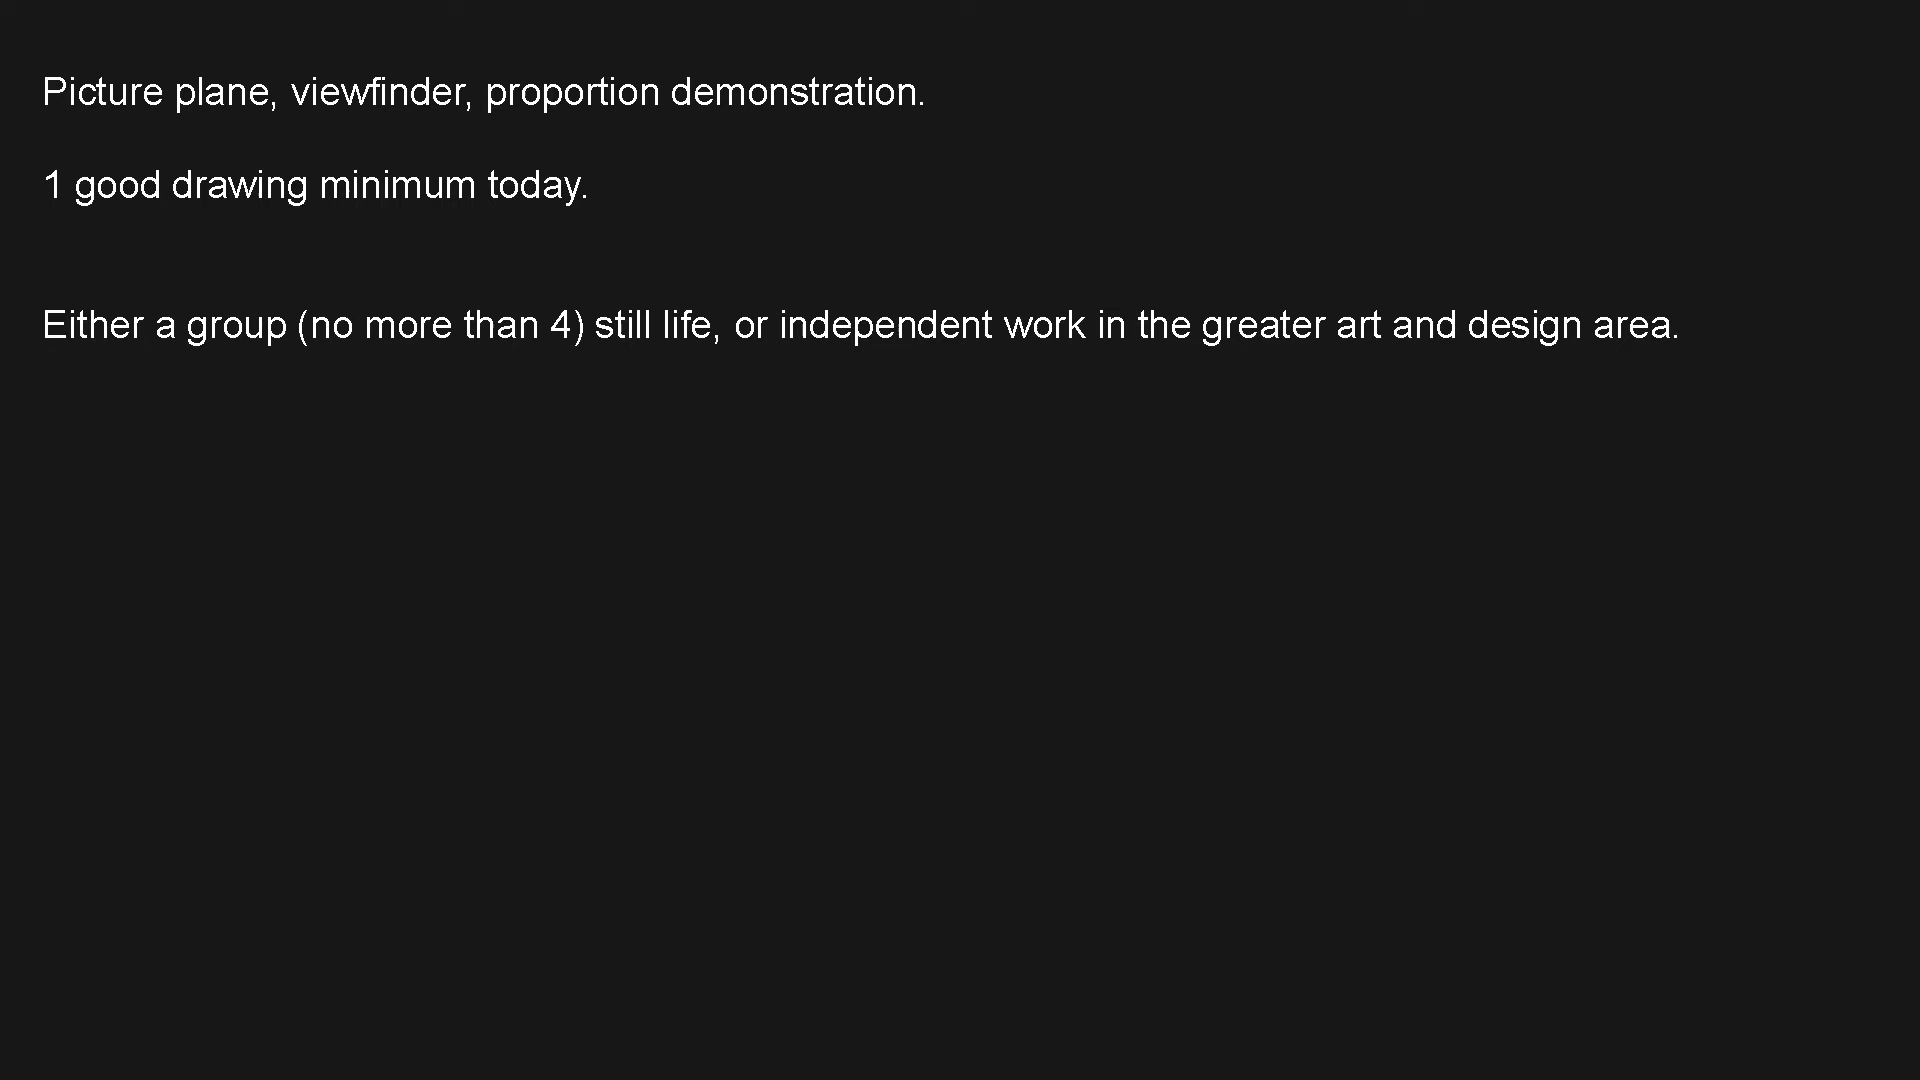 Picture plane, viewfinder, proportion demonstration.
1 good drawing minimum today.
Either a group (no more than 4) still life, or independent work in the greater art and design area.